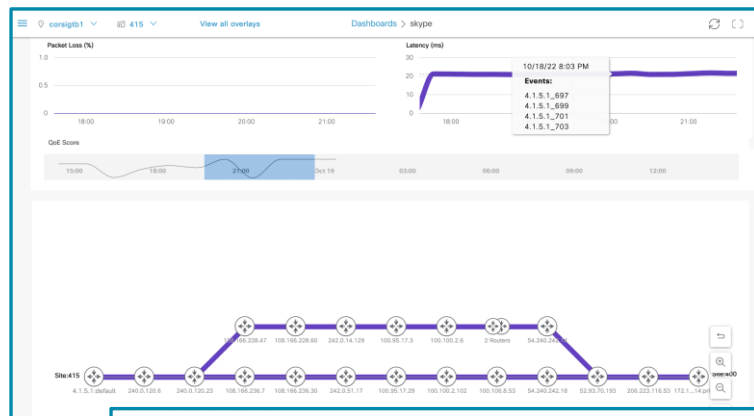 corsigtb1 415 View all overlays Dashboards > skype
Packet Loss (%) Latency (ms)
1.0 30
10/18/22 8:03 PM
Events:
20
0.5
4.1.5.1_697
10
4.1.5.1_699
4.1.5.1_701
0 0
4.1.5.1_703
18:00 19:00 20:00 21:00 18:00 21:00
QoE Score
15:00 18:00 21:00 Oct 19 03:00 06:00 09:00 12:00
108.166.228.47 108.166.228.60 242.0.14.129 100.95.17.3 100.100.2.6 2 Routers
Site:415
4.1.5.1:default 240.0.120.6 240.0.120.23 108.166.236.7 108.166.236.30 242.0.51.17 100.95.17.29 100.100.2.102 100.100.8.53 54.240.242.18 52.93.70.193 206.223.116.53